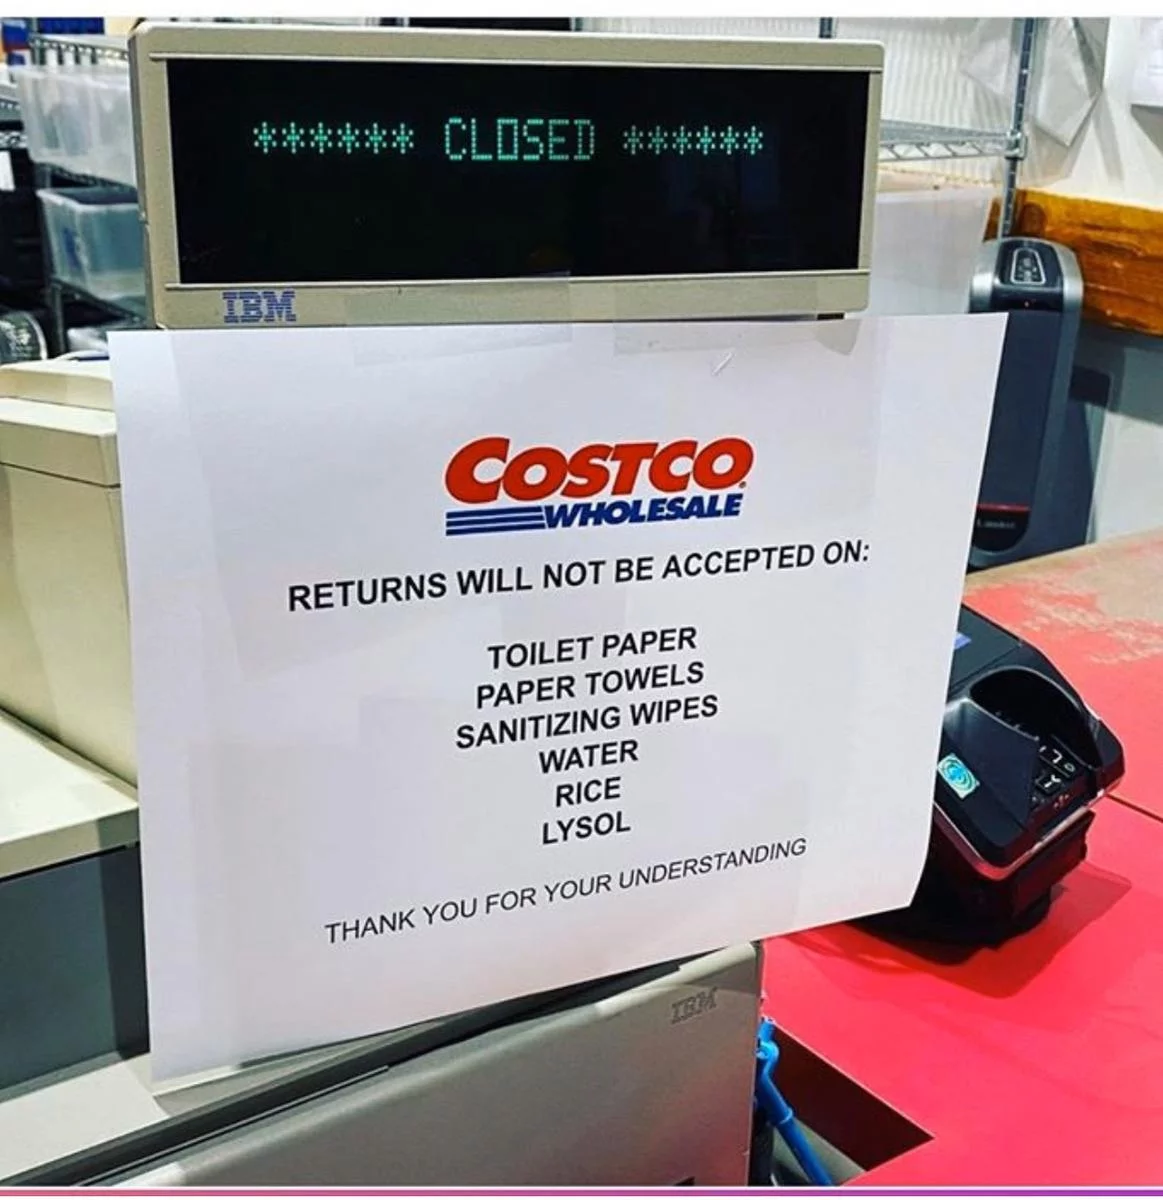 ****** CLOSED ******
IBM
COSTCO
WHOLESALE
RETURNS WILL NOT BE ACCEPTED ON:
TOILET PAPER
PAPER TOWELS
SANITIZING WIPES
WATER
RICE
LYSOL
THANK YOU FOR YOUR UNDERSTANDING
IBM